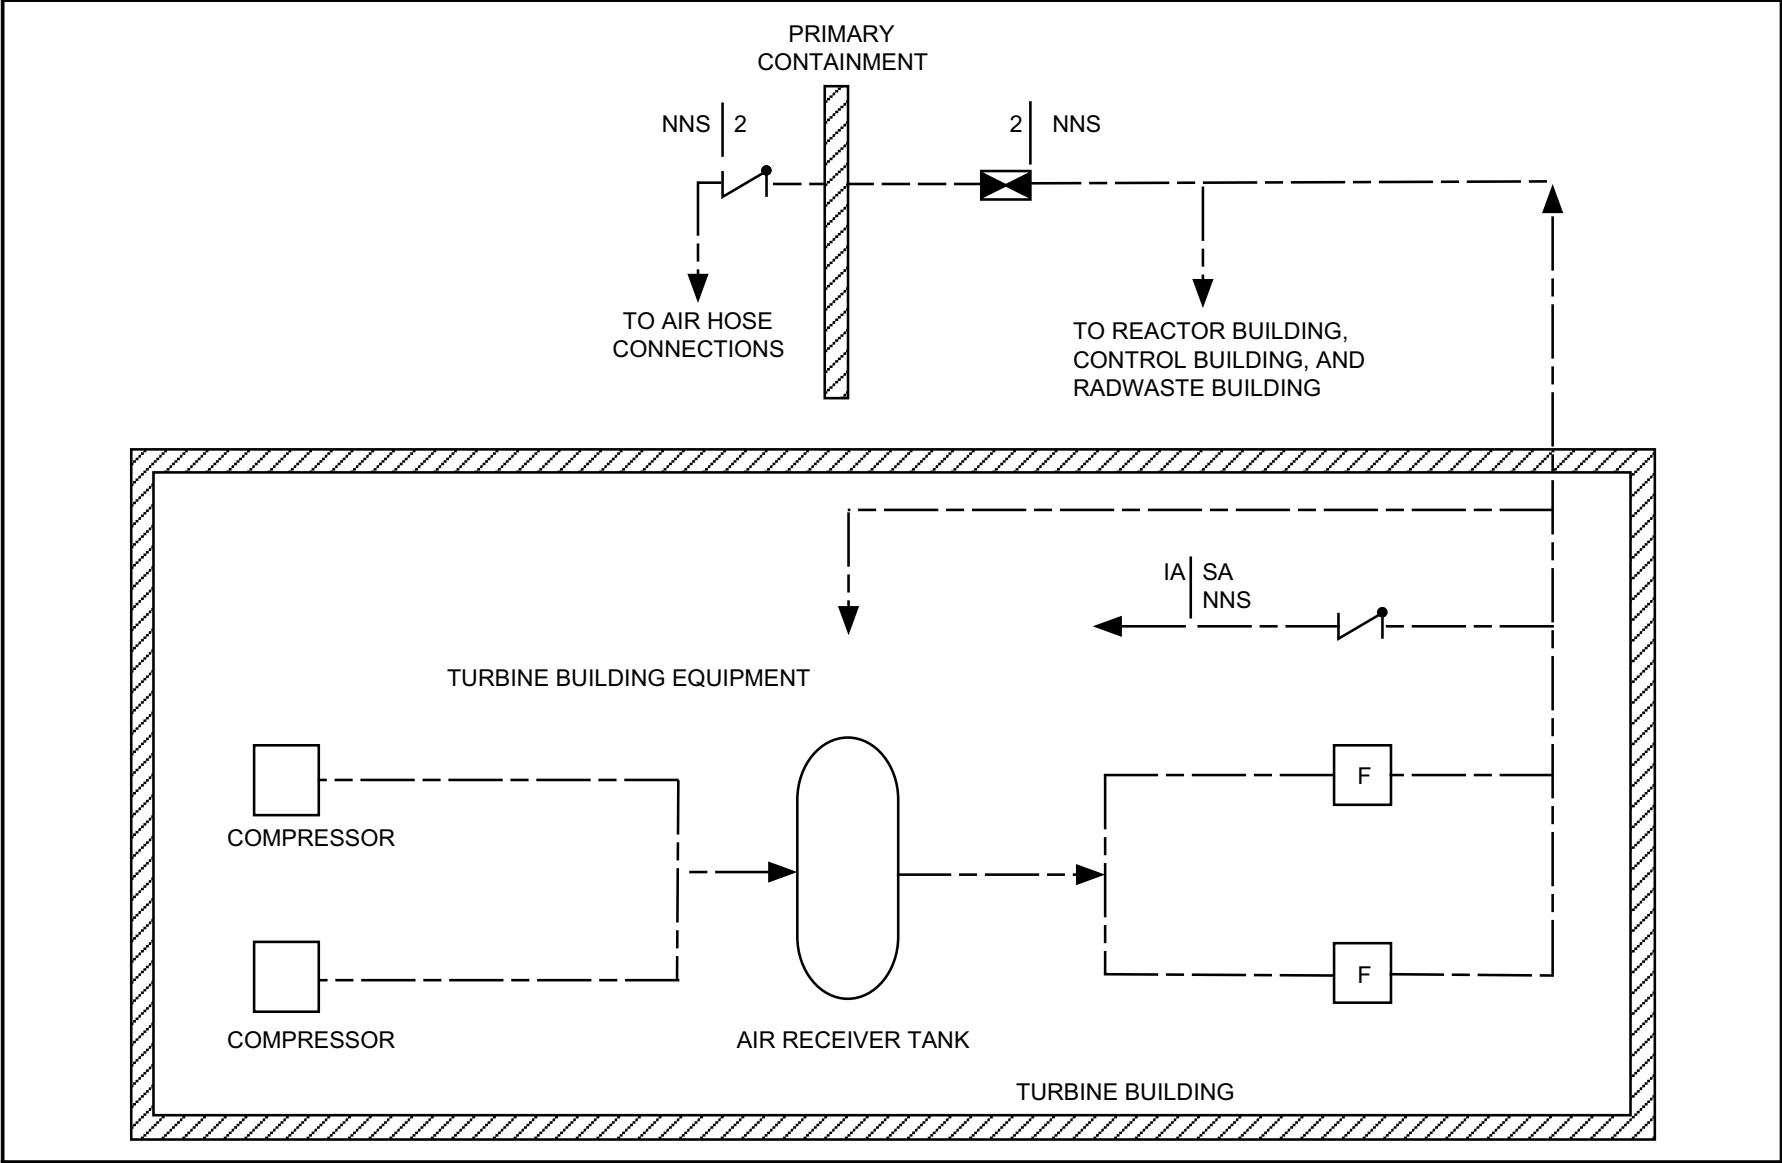 PRIMARY
CONTAINMENT
NNS 2
2 NNS
TO AIR HOSE
CONNECTIONS
TO REACTOR BUILDING,
CONTROL BUILDING, AND
RADWASTE BUILDING
IA SA
NNS
TURBINE BUILDING EQUIPMENT
F
COMPRESSOR
F
COMPRESSOR
AIR RECEIVER TANK
TURBINE BUILDING